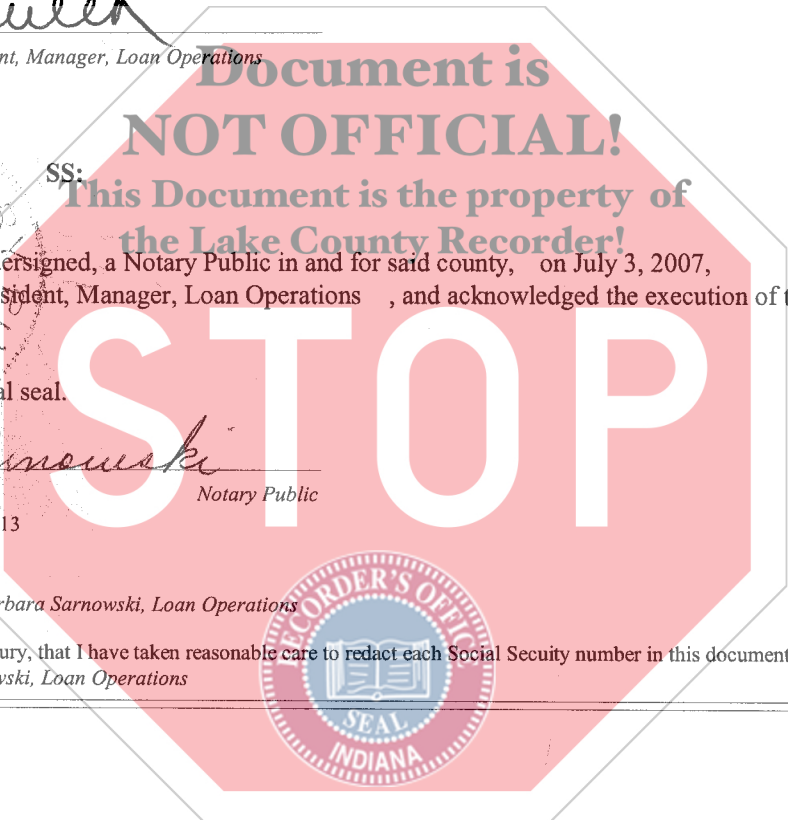 nt, Manager, Loan Operations
Document is
NOT OFFICIAL!
SS:
This Document is the property of
the Lake County Recorder!
ersigned, a Notary Public in and for said county, on July 3, 2007,
sident, Manager, Loan Operations , and acknowledged the execution of t
STOP
al seal.
nowski
Notary Public
13
rbara Sarnowski, Loan Operations
ury, that I have taken reasonable care to redact each Social Secuity number in this document
wski, Loan Operations
RECORDER'S OFFICE
SEAL
INDIANA